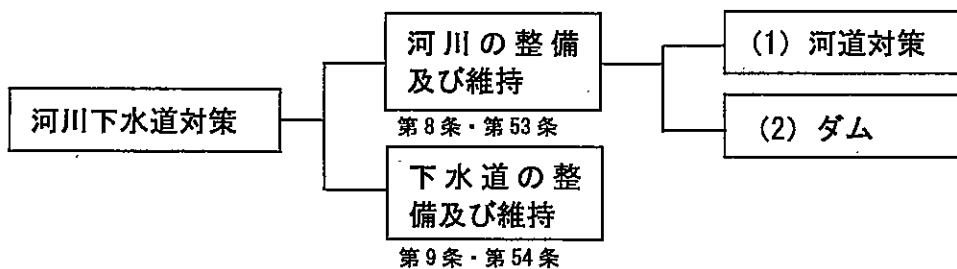 河川下水道対策
河川の整備
及び維持
第8条・第53条
下水道の整
備及び維持
第9条・第54条
(1) 河道対策
(2) ダム